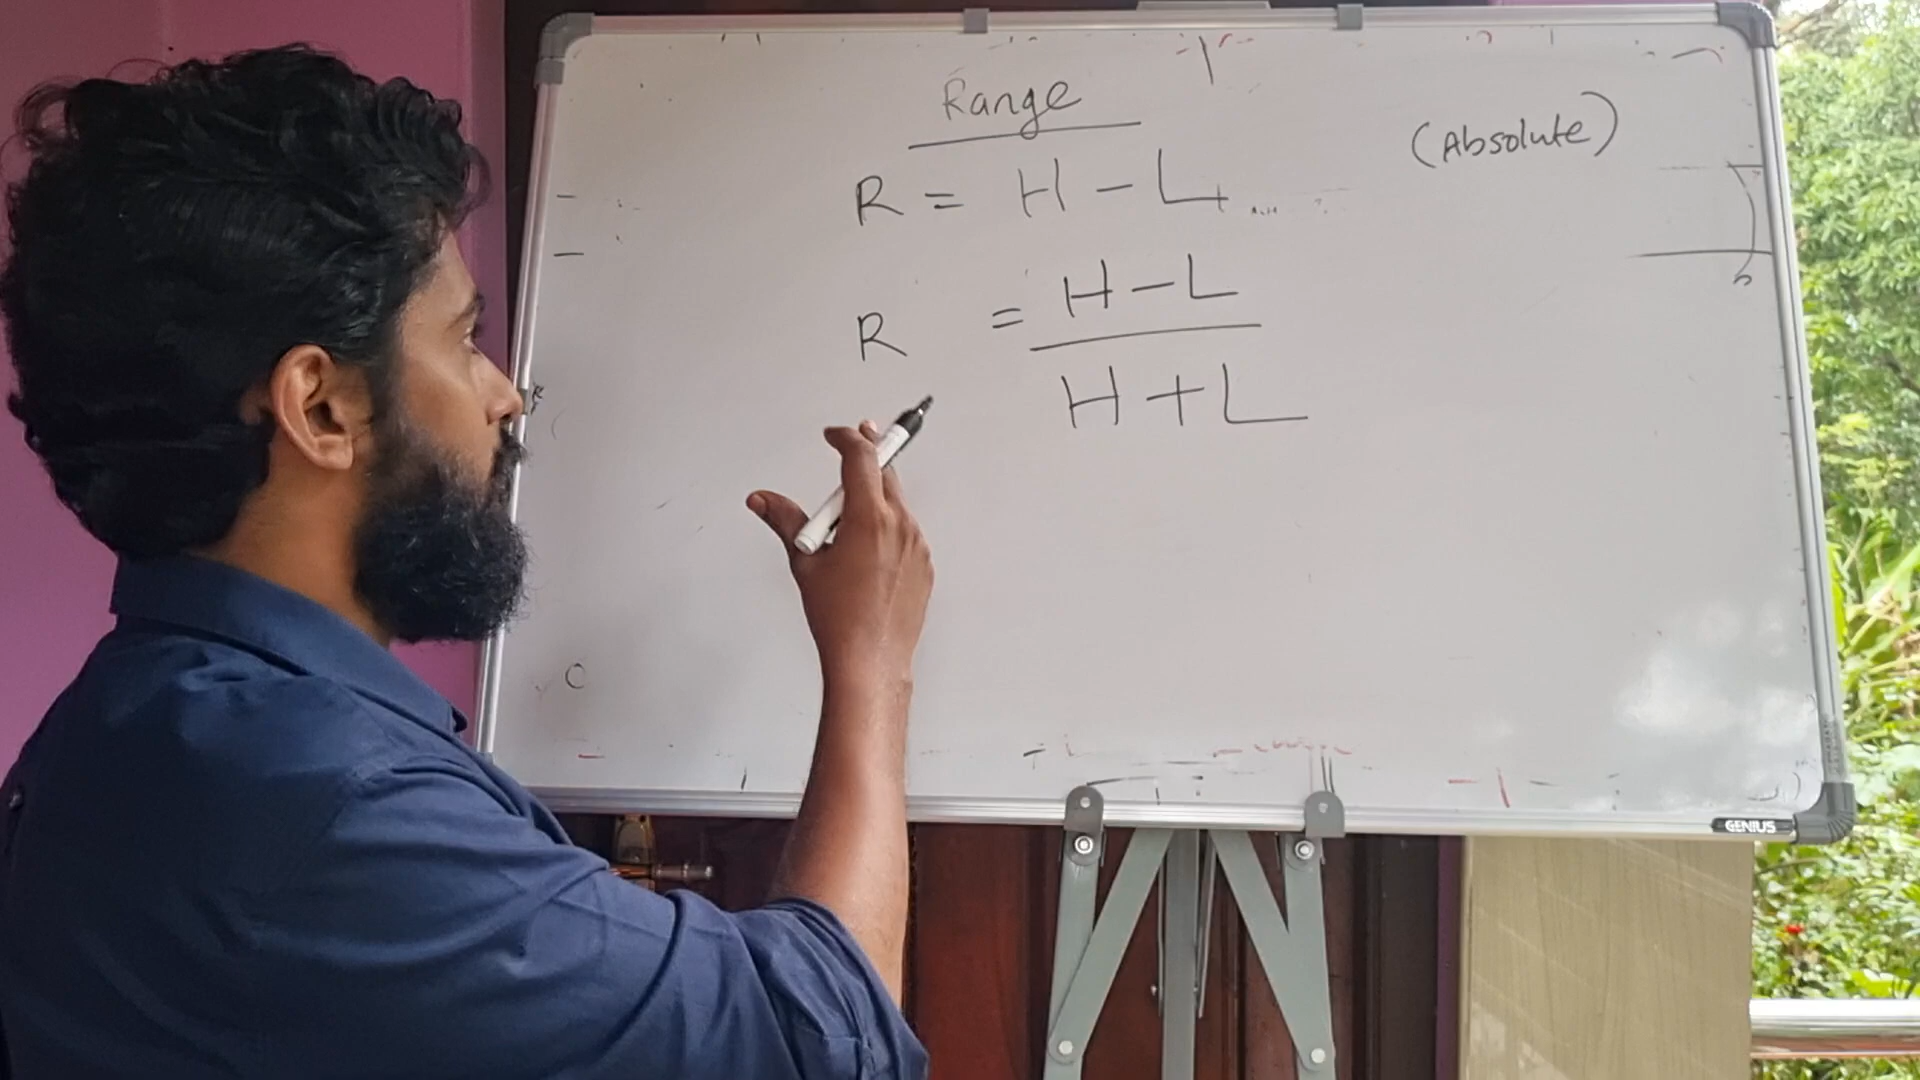 Range
(Absolute)
R = H - L
R = H - L
H + L
GENIUS